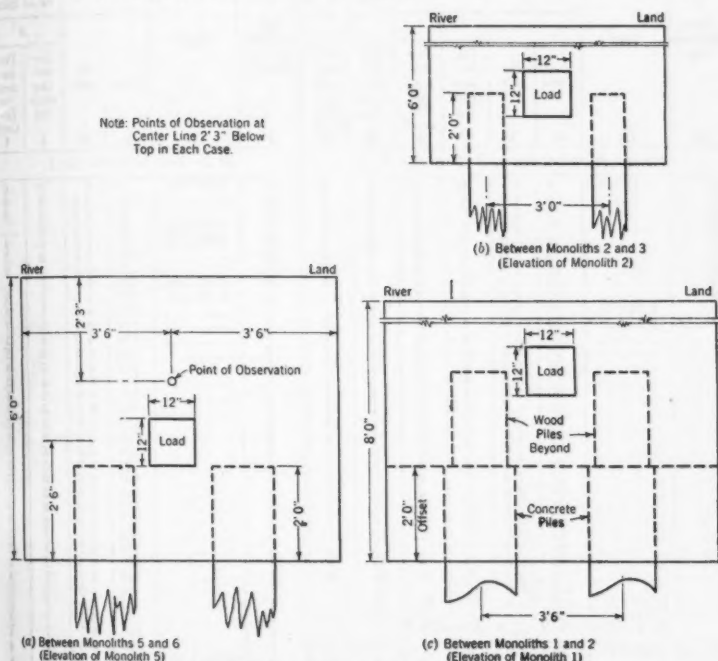 Note: Points of Observation at
Center Line 2' 3" Below
Top in Each Case.
River Land
12"
12"
Load
6' 0"
2' 0"
3' 0"
(b) Between Monoliths 2 and 3
(Elevation of Monolith 2)
River Land
2' 3"
3' 6" 3' 6"
Point of Observation
6' 0"
12"
12"
Load
2' 6"
2' 0"
(a) Between Monoliths 5 and 6
(Elevation of Monolith 5)
River Land
12"
12"
Load
8' 0"
Wood
Piles
Beyond
2' 0"
Offset
Concrete
Piles
3' 6"
(c) Between Monoliths 1 and 2
(Elevation of Monolith 1)